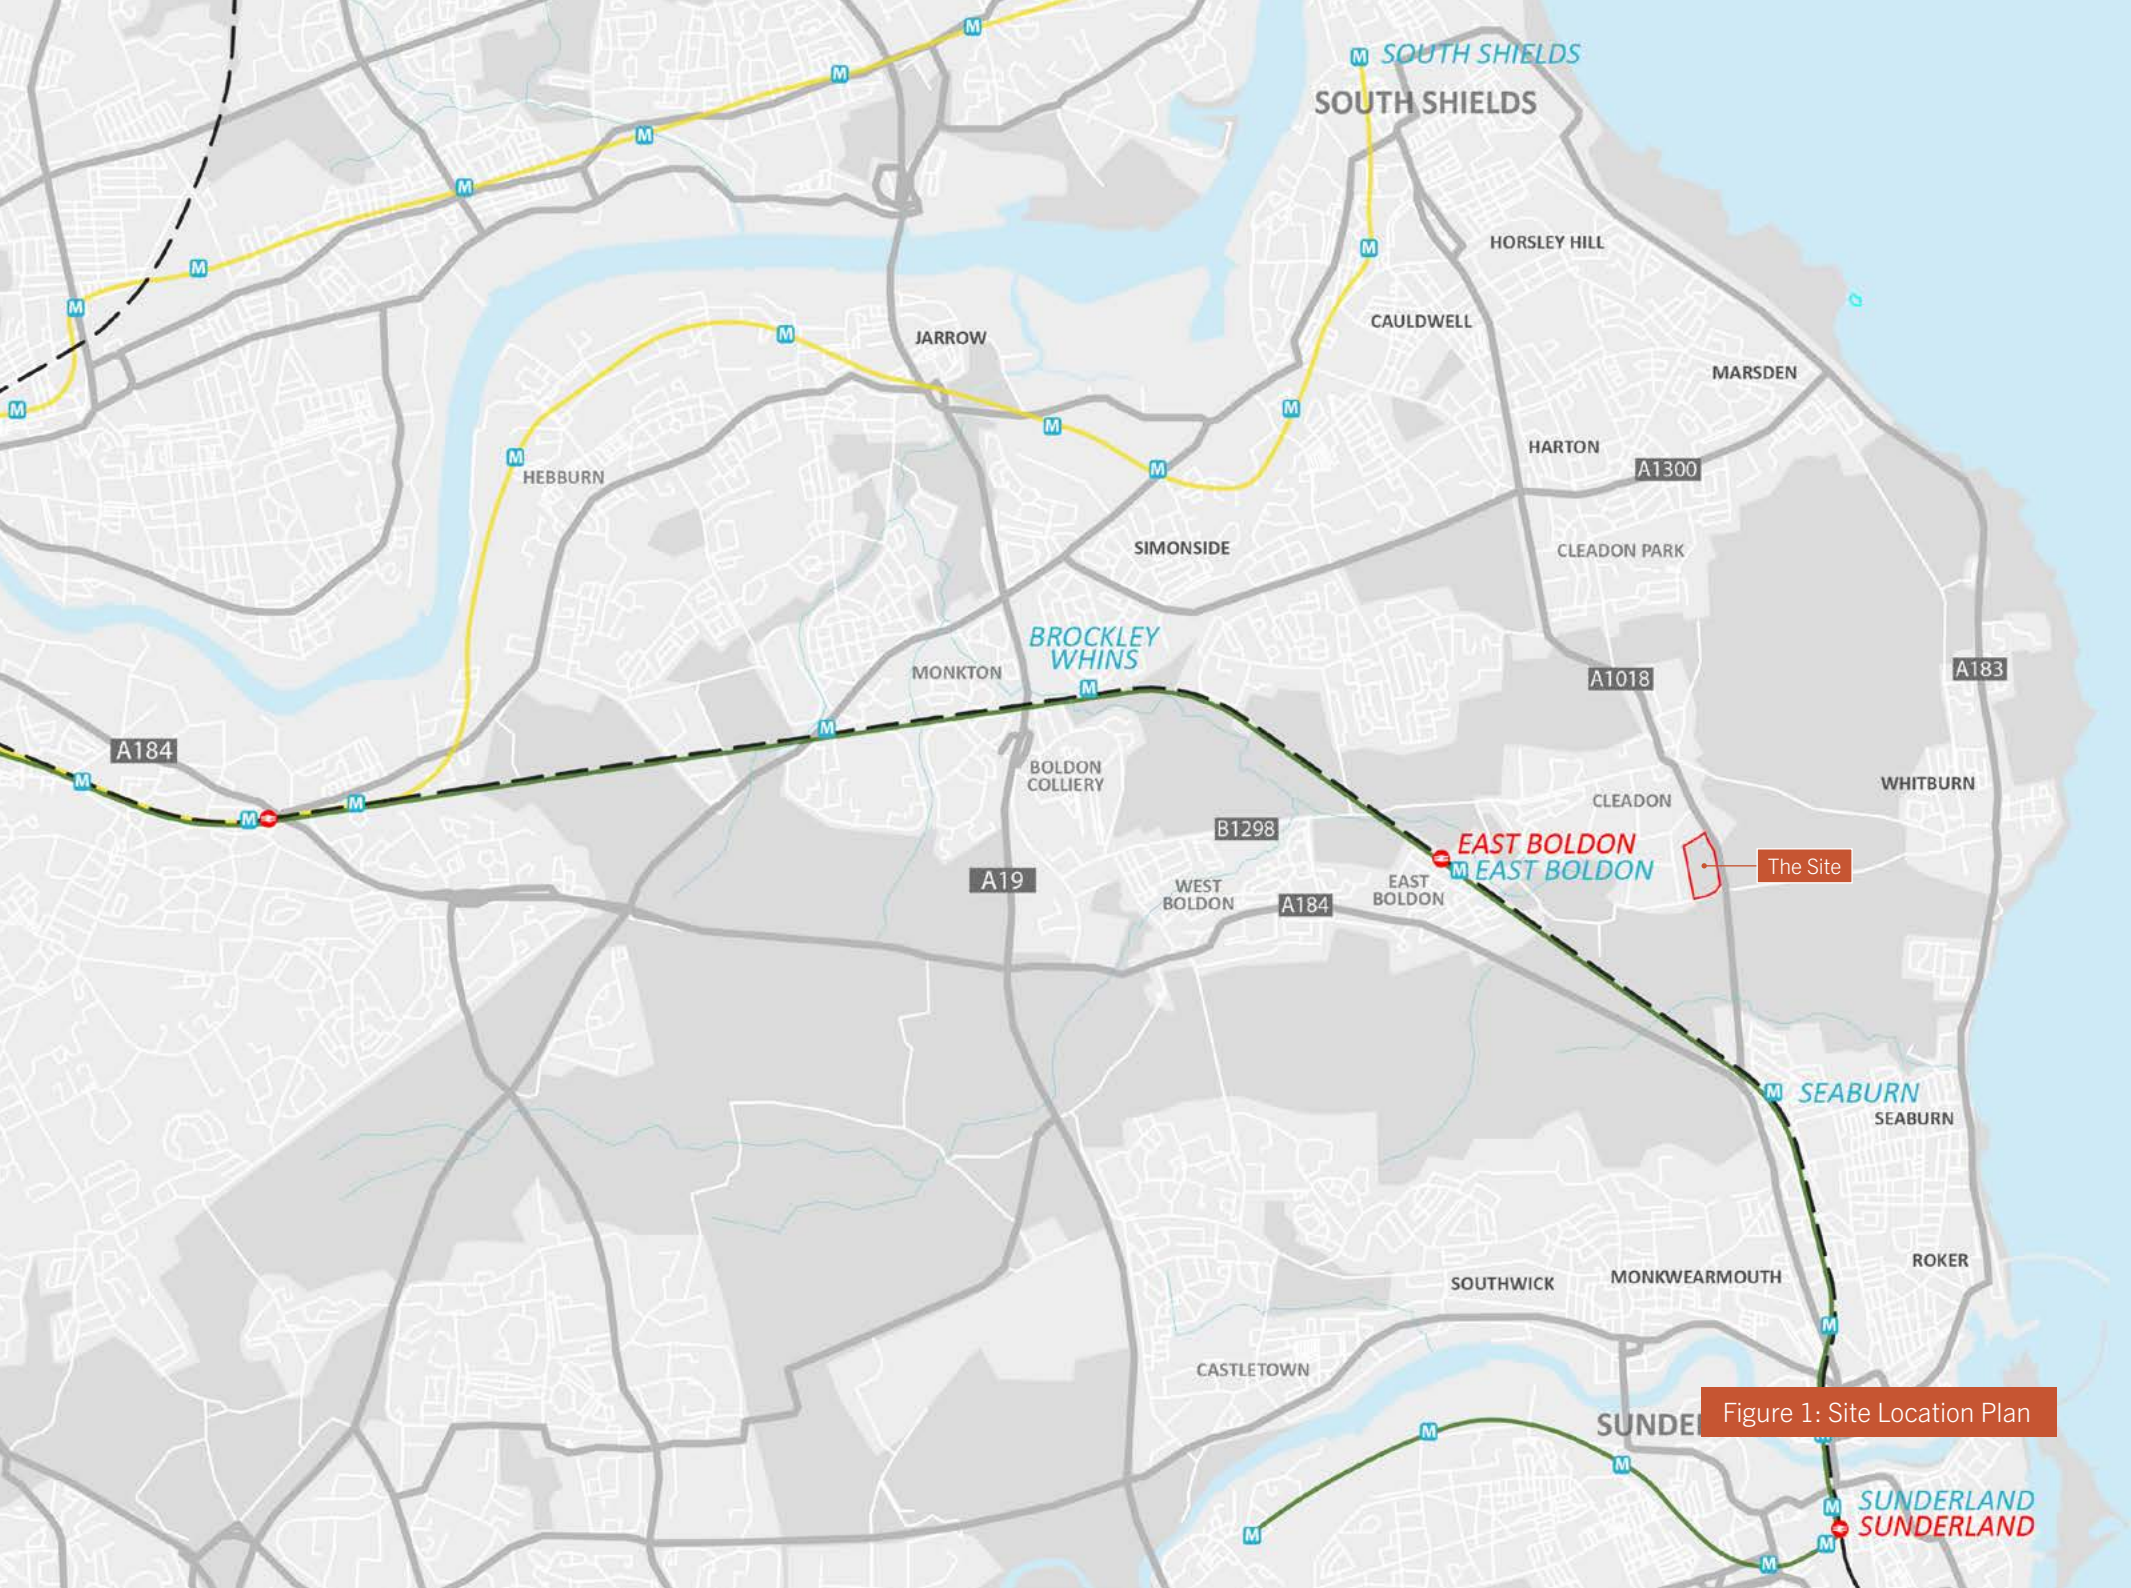 M
M
M SOUTH SHIELDS
SOUTH SHIELDS
M
M
M
HORSLEY HILL
M
M
CAULDWELL
M
JARROW
MARSDEN
M
M
M
HARTON
M
M
A1300
HEBBURN
SIMONSIDE
CLEADON PARK
BROCKLEY
WHINS
M
MONKTON
A1018
A183
M
A184
BOLDON
COLLIERY
M
WHITBURN
M
M
CLEADON
B1298
EAST BOLDON
M EAST BOLDON
The Site
A19
WEST
BOLDON
EAST
BOLDON
A184
M SEABURN
SEABURN
ROKER
SOUTHWICK
MONKWEARMOUTH
M
CASTLETOWN
Figure 1: Site Location Plan
SUNDE
M
M
M SUNDERLAND
SUNDERLAND
M
M
M